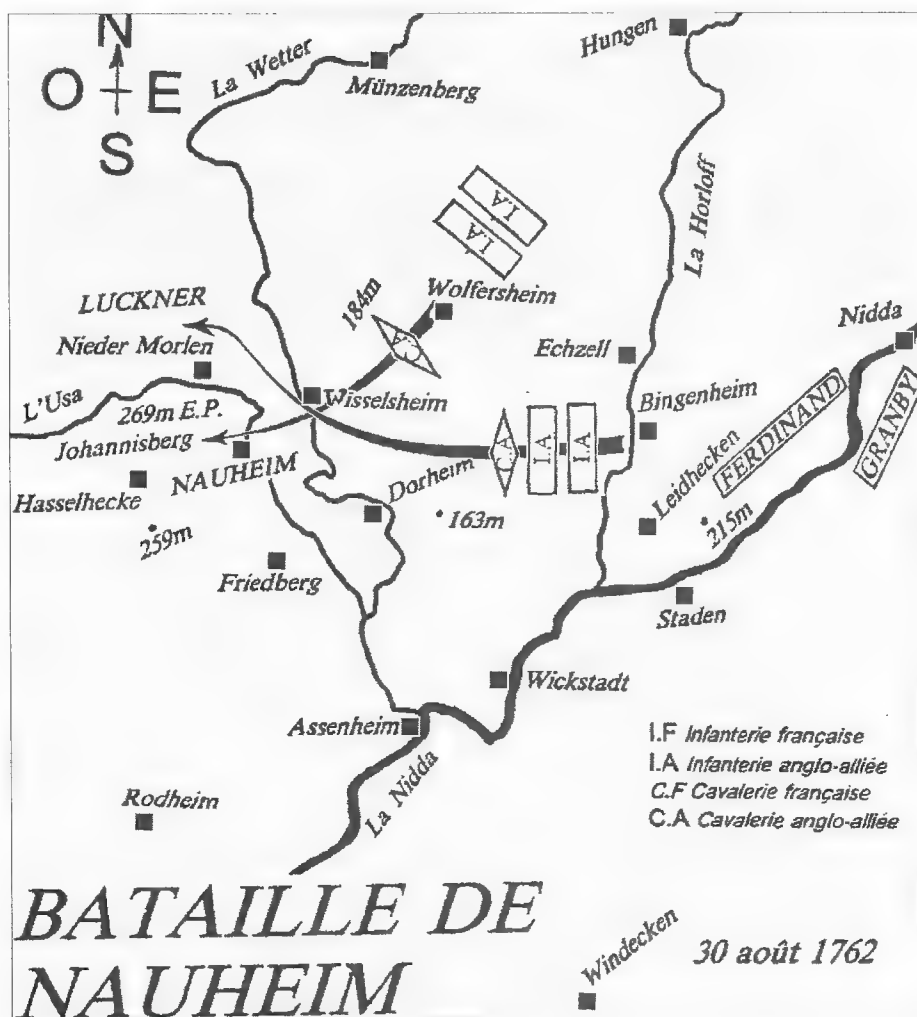 N
O E
S
La Wetter
Münzenberg
Hungen
La Horloff
I.A
I.A
184m
Wolfersheim
LUCKNER
Nieder Morlen
Echzell
Nidda
L'Usa
269m E.P.
Wisselsheim
Bingenheim
Johannisberg
C.A
I.A
I.A
FERDINAND
GRANBY
NAUHEIM
Hasselhecke
Dorheim
Leidhecken
163m
215m
259m
Friedberg
Staden
Wickstadt
Assenheim
La Nidda
I.F Infanterie française
I.A Infanterie anglo-alliée
C.F Cavalerie française
C.A Cavalerie anglo-alliée
Rodheim
BATAILLE DE
NAUHEIM
Windecken
30 août 1762